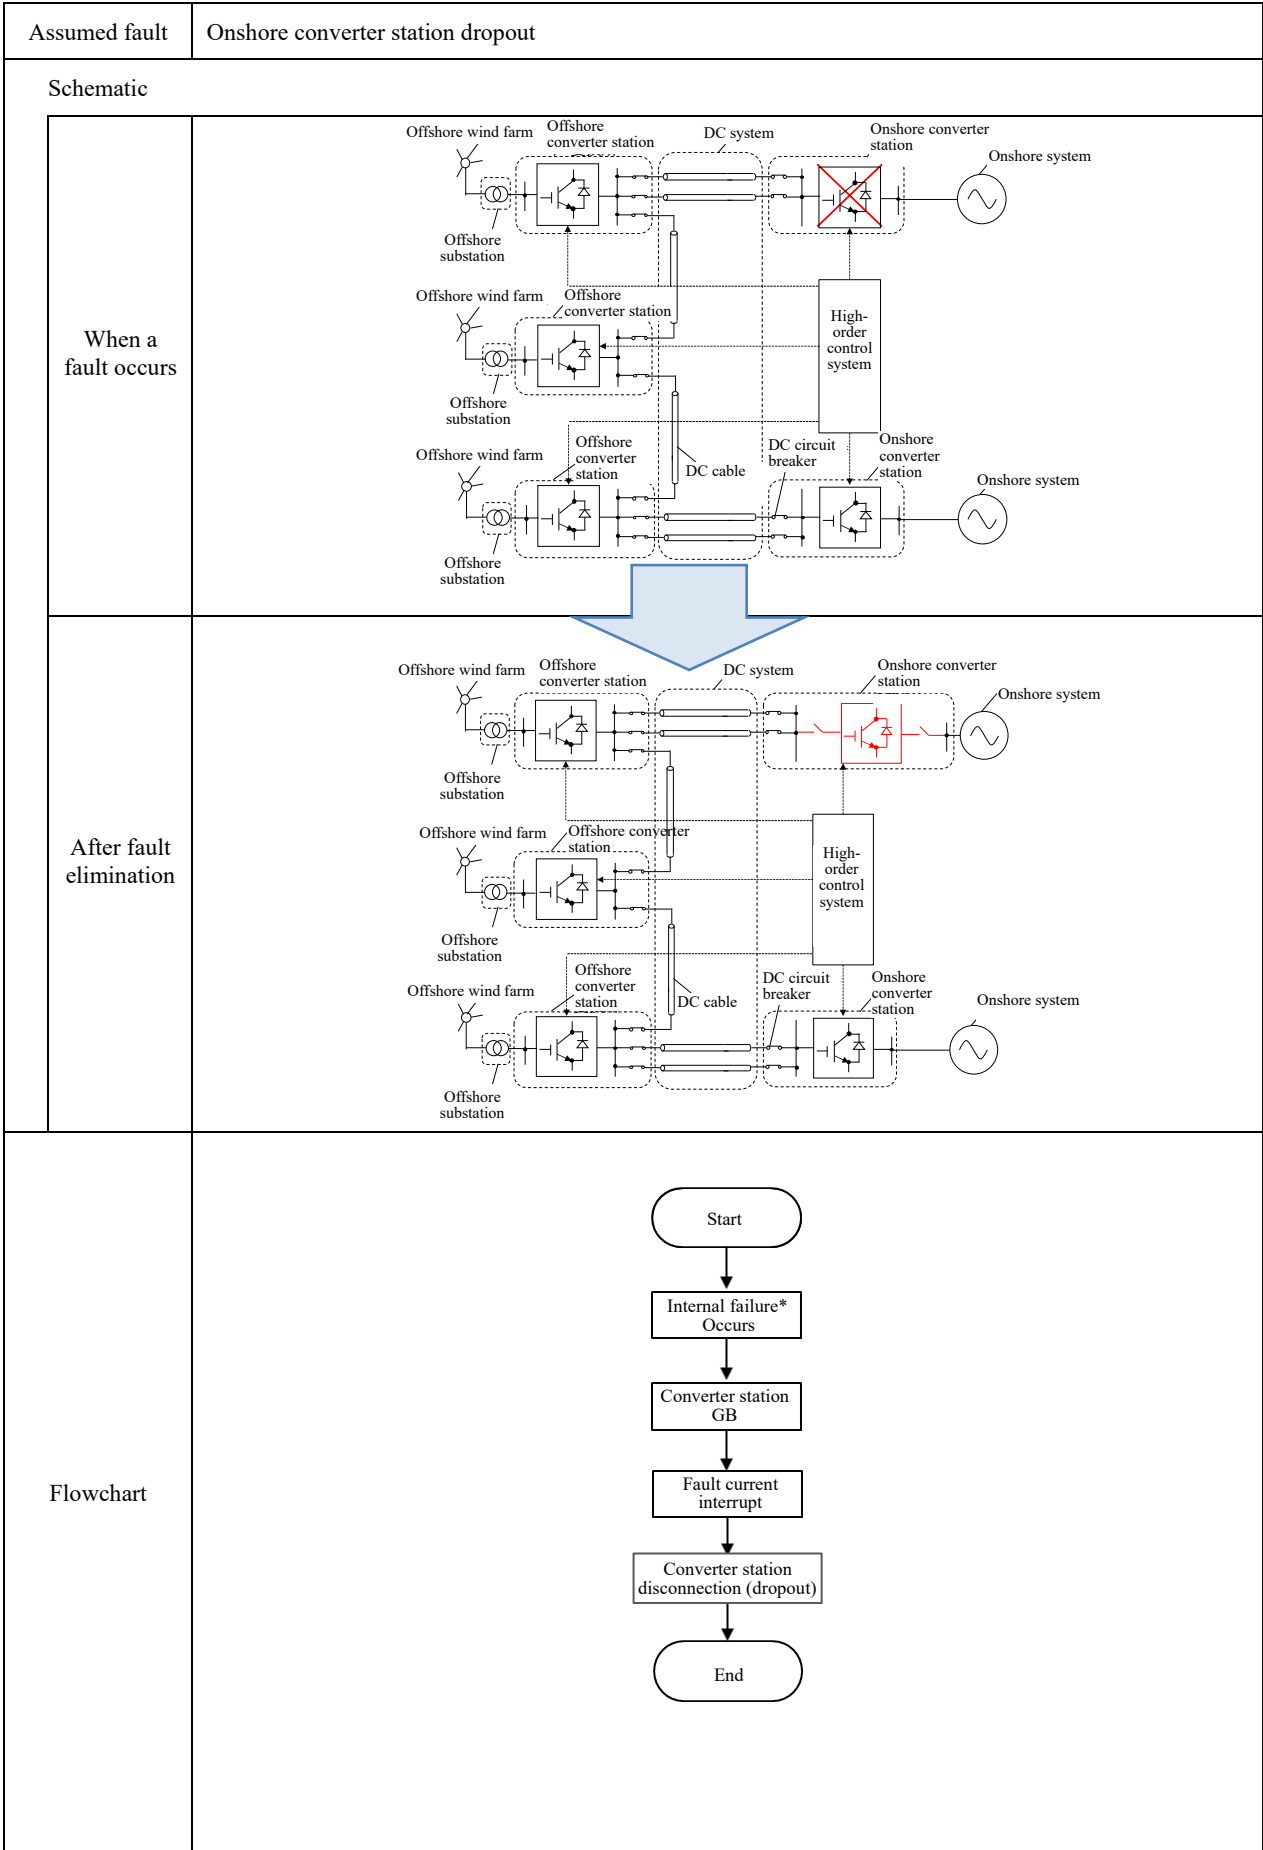 Assumed fault
Onshore converter station dropout
Schematic
When a
fault occurs
Offshore wind farm
Offshore
converter station
DC system
Onshore converter
station
Onshore system
Offshore
substation
Offshore wind farm
Offshore
converter station
High-
order
control
system
Offshore
substation
Offshore wind farm
Offshore
converter
station
DC cable
DC circuit
breaker
Onshore
converter
station
Onshore system
Offshore
substation
After fault
elimination
Offshore wind farm
Offshore
converter station
DC system
Onshore converter
station
Onshore system
Offshore
substation
Offshore wind farm
Offshore converter
station
High-
order
control
system
Offshore
substation
Offshore wind farm
Offshore
converter
station
DC cable
DC circuit
breaker
Onshore
converter
station
Onshore system
Offshore
substation
Flowchart
Start
Internal failure*
Occurs
Converter station
GB
Fault current
interrupt
Converter station
disconnection (dropout)
End